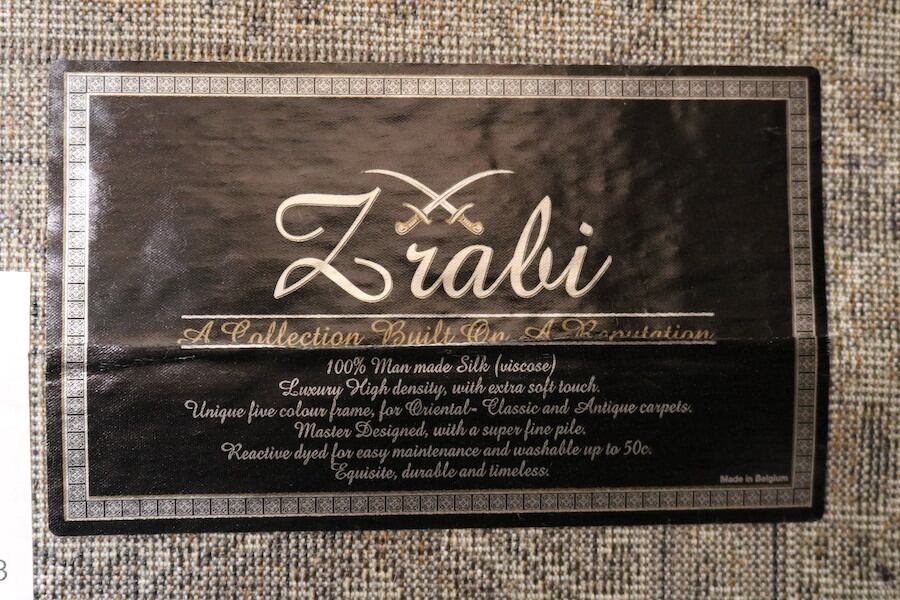 Zrabi
A Collection Built On A Reputation
100% Man made Silk (viscose)
Luxury High density, with extra soft touch.
Unique five colour frame, for Oriental- Classic and Antique carpets.
Master Designed, with a super fine pile.
Reactive dyed for easy maintenance and washable up to 50c.
Equisite, durable and timeless.
Made in Belgium
3